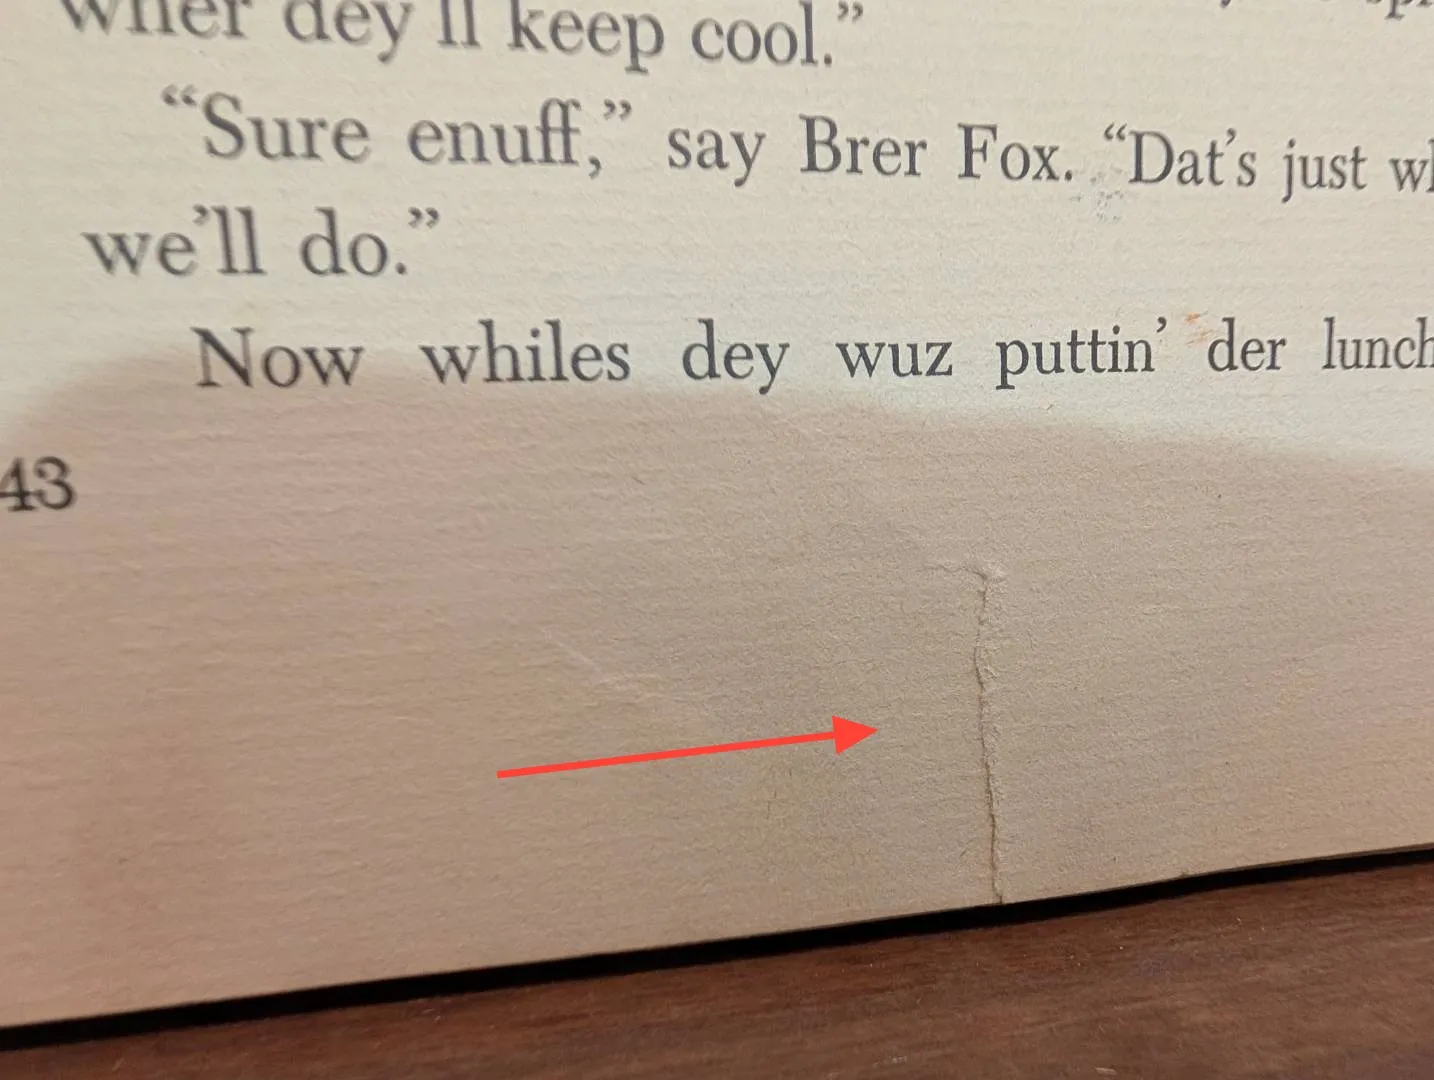 wher dey'll keep cool.”
“Sure enuff,” say Brer Fox. “Dat’s just
we’ll do.”
Now whiles dey wuz puttin’ der lunch
43